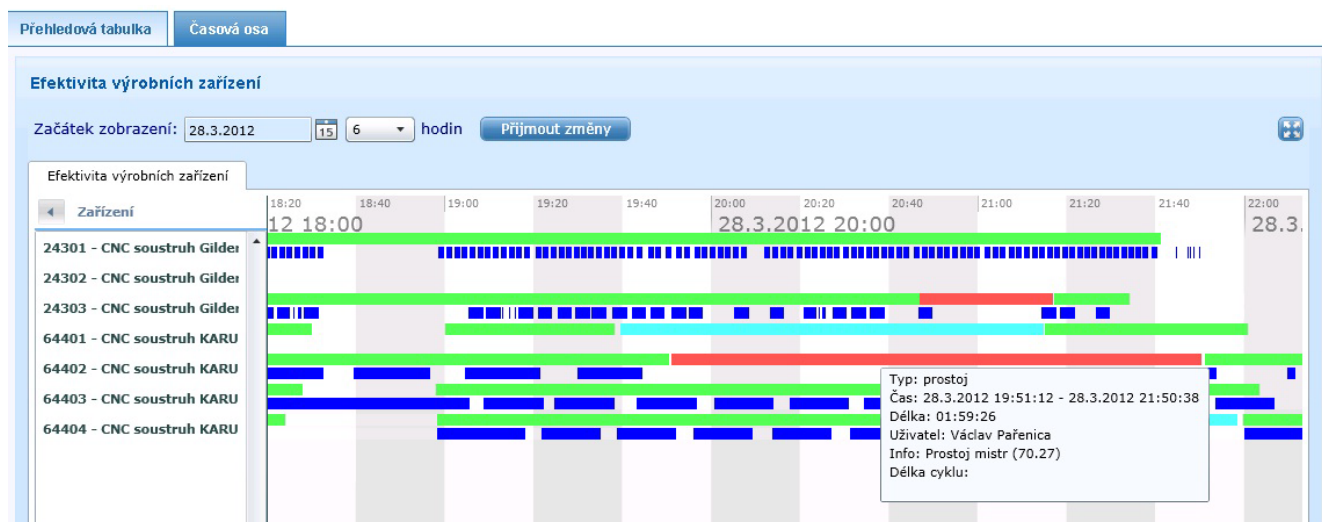 Přehledová tabulka
Časová osa
Efektivita výrobních zařízení
Začátek zobrazení: 28.3.2012 15 6 hodin Přijmout změny
Efektivita výrobních zařízení
Zařízení
18:20 18:40 19:00 19:20 19:40 20:00 20:20 20:40 21:00 21:20 21:40 22:00
12 18:00 28.3.2012 20:00 28.3.
24301 - CNC soustruh Gilder
24302 - CNC soustruh Gilder
24303 - CNC soustruh Gilder
64401 - CNC soustruh KARU
64402 - CNC soustruh KARU
64403 - CNC soustruh KARU
64404 - CNC soustruh KARU
Typ: prostoj
Čas: 28.3.2012 19:51:12 - 28.3.2012 21:50:38
Délka: 01:59:26
Uživatel: Václav Pařenica
Info: Prostoj mistr (70.27)
Délka cyklu: